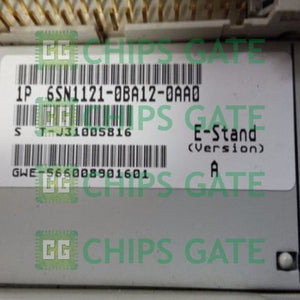 CHIPS GATE
1P 6SN1121-0BA12-0AA0
S T-J31005816
E-Stand
(Version)
CHIPS GATE
GWE-566008901601
A
CHIPS GATE